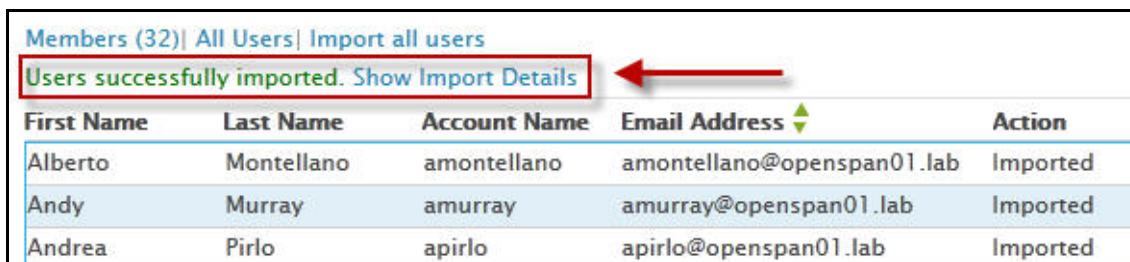 Members (32)| All Users| Import all users
Users successfully imported. Show Import Details
First Name Last Name Account Name Email Address Action
Alberto Montellano amontellano amontellano@openspan01.lab Imported
Andy Murray amurray amurray@openspan01.lab Imported
Andrea Pirlo apirlo apirlo@openspan01.lab Imported